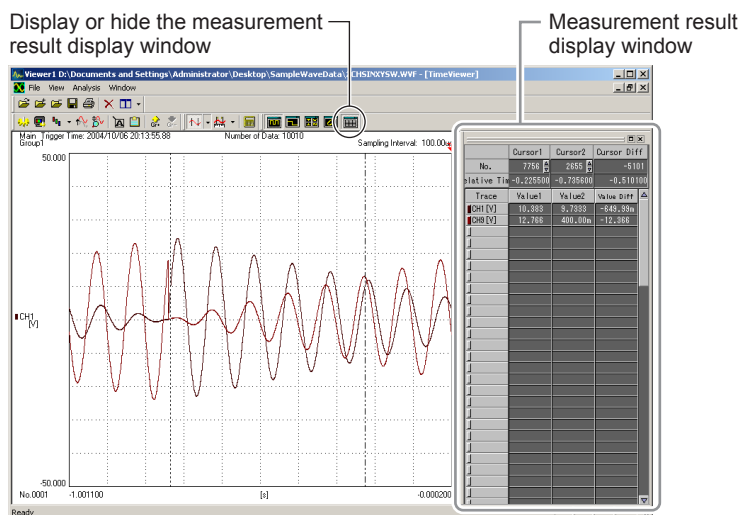 Display or hide the measurement
result display window
Measurement result
display window
Viewer1 D:\Documents and Settings\Administrator\Desktop\SampleWaveData\2CHSINXYSW.WVF - [TimeViewer]
File View Analysis Window
Main Trigger Time: 2004/10/06 20:13:55.88 Number of Data: 10010
Group1 Sampling Interval: 100.00u
50.000
CH1
[V]
-50.000
No.0001 -1.001100 [s] -0.000200
Ready
Cursor1 Cursor2 Cursor Diff
No. 7756 2655 -5101
elative Tim -0.225500 -0.735600 -0.510100
Trace Value1 Value2 Value Diff
CH1 [V] 10.383 9.7333 -649.99m
CH9 [V] 12.766 400.00m -12.366